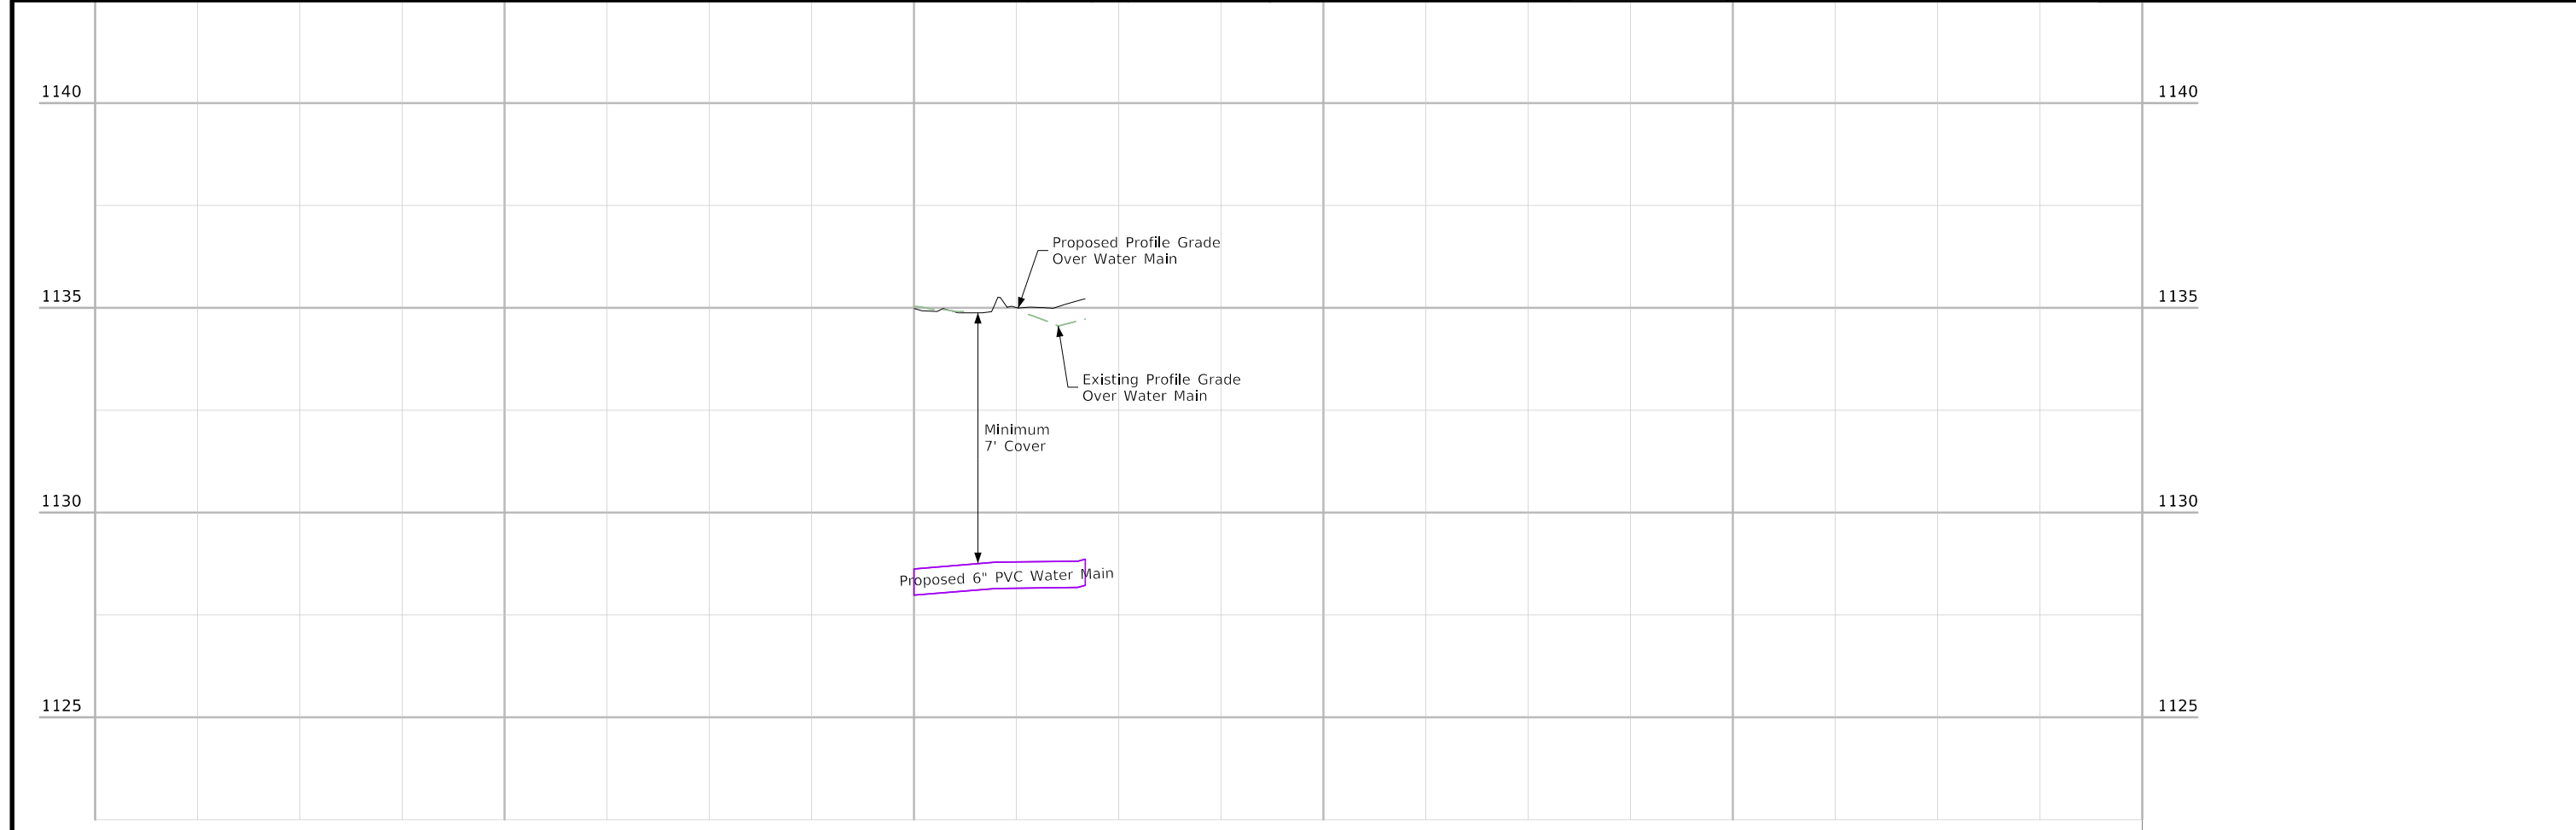 1140 1140
Proposed Profile Grade
Over Water Main
1135 1135
Existing Profile Grade
Over Water Main
Minimum
7' Cover
1130 1130
Proposed 6" PVC Water Main
1125 1125